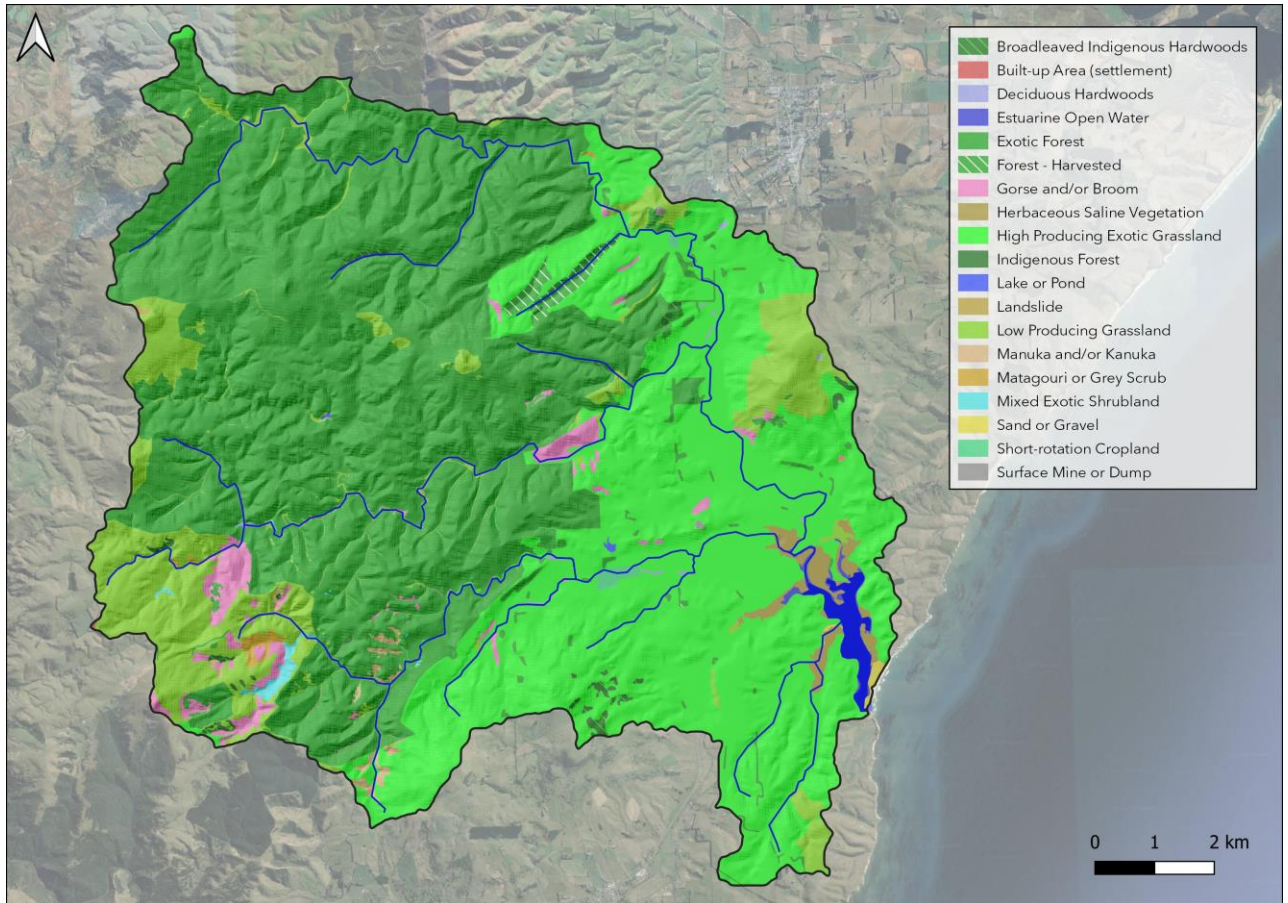 Broadleaved Indigenous Hardwoods
Built-up Area (settlement)
Deciduous Hardwoods
Estuarine Open Water
Exotic Forest
Forest - Harvested
Gorse and/or Broom
Herbaceous Saline Vegetation
High Producing Exotic Grassland
Indigenous Forest
Lake or Pond
Landslide
Low Producing Grassland
Manuka and/or Kanuka
Matagouri or Grey Scrub
Mixed Exotic Shrubland
Sand or Gravel
Short-rotation Cropland
Surface Mine or Dump
0 1 2 km